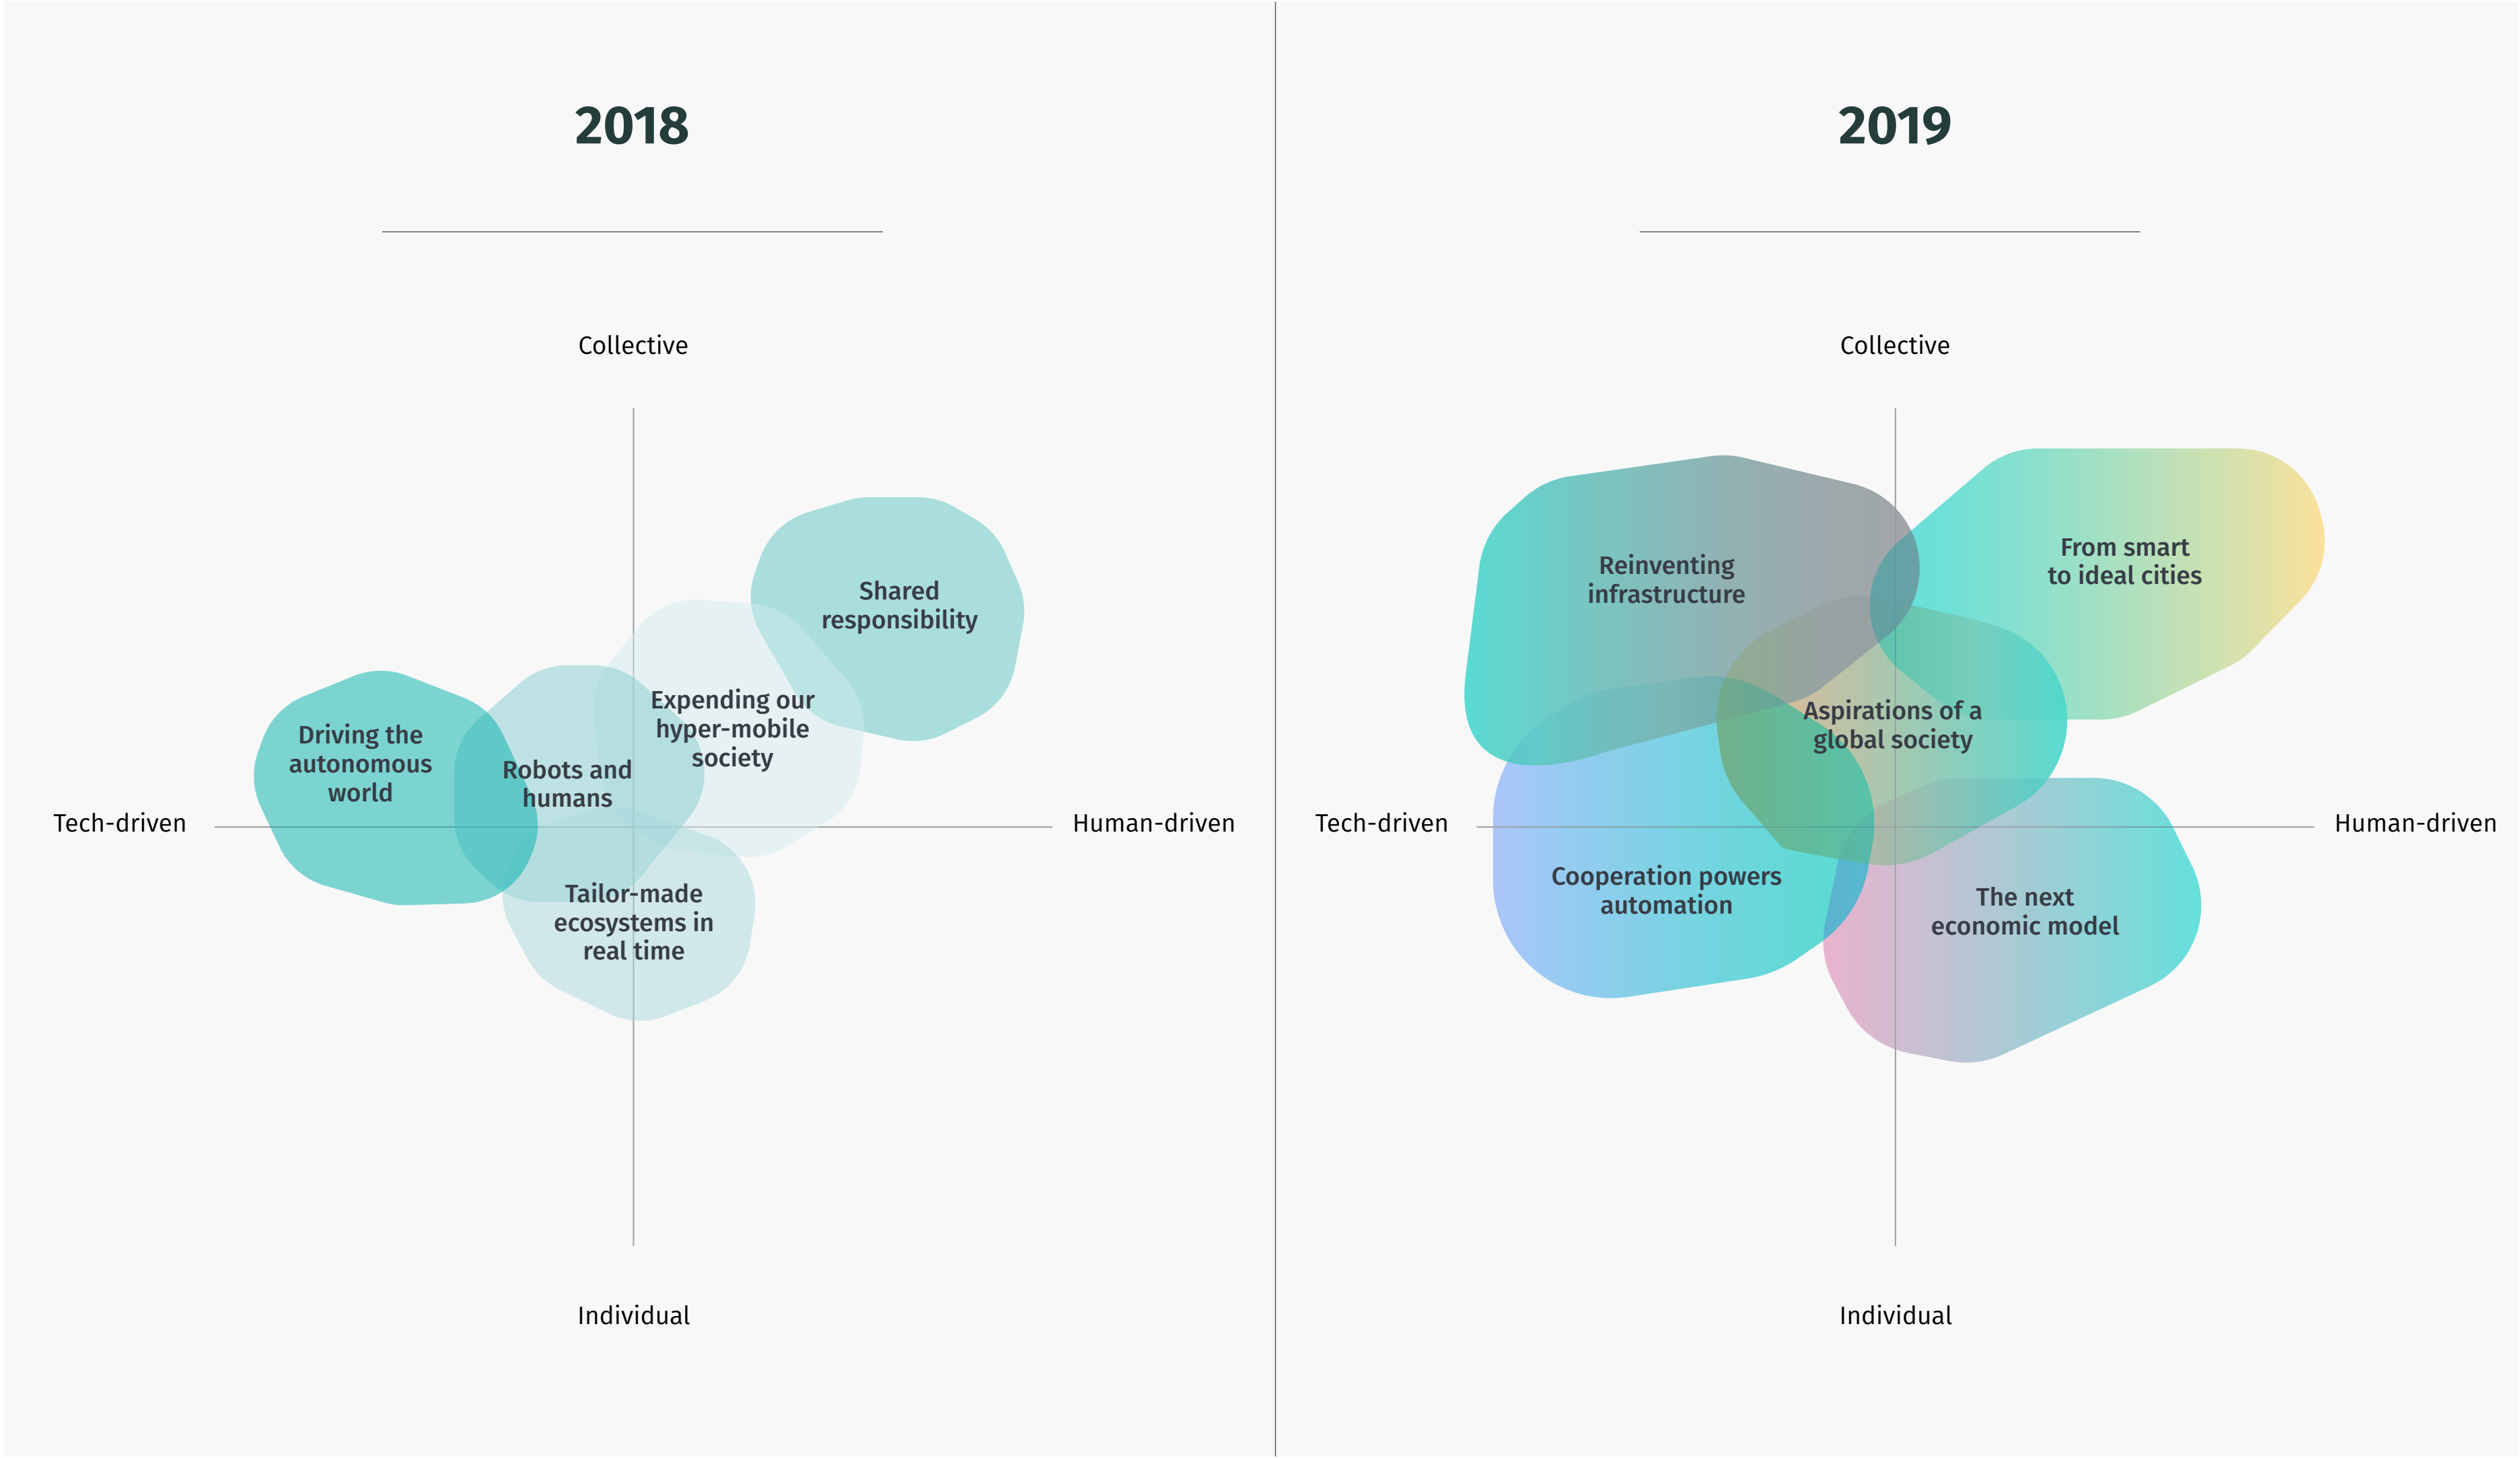 2018
Collective
Shared
responsibility
Expending our
hyper-mobile
society
Driving the
autonomous
world
Robots and
humans
Tech-driven
Human-driven
Tailor-made
ecosystems in
real time
Individual
2019
Collective
From smart
to ideal cities
Reinventing
infrastructure
Aspirations of a
global society
Tech-driven
Human-driven
Cooperation powers
automation
The next
economic model
Individual